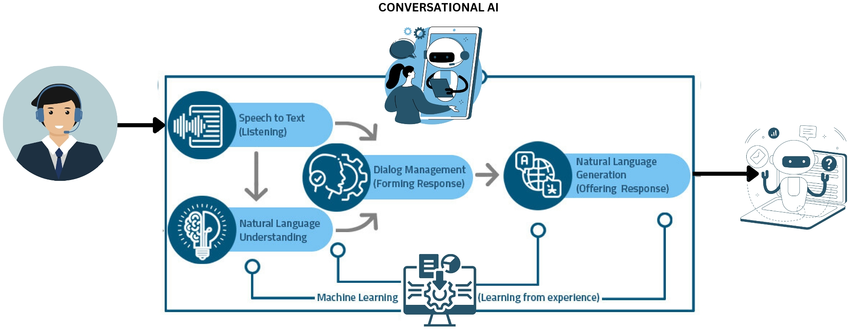 CONVERSATIONAL AI
Speech to Text
(Listening)
Dialog Management
(Forming Response)
Natural Language
Generation
(Offering Response)
Natural Language
Understanding
Machine Learning
(Learning from experience)
A
?